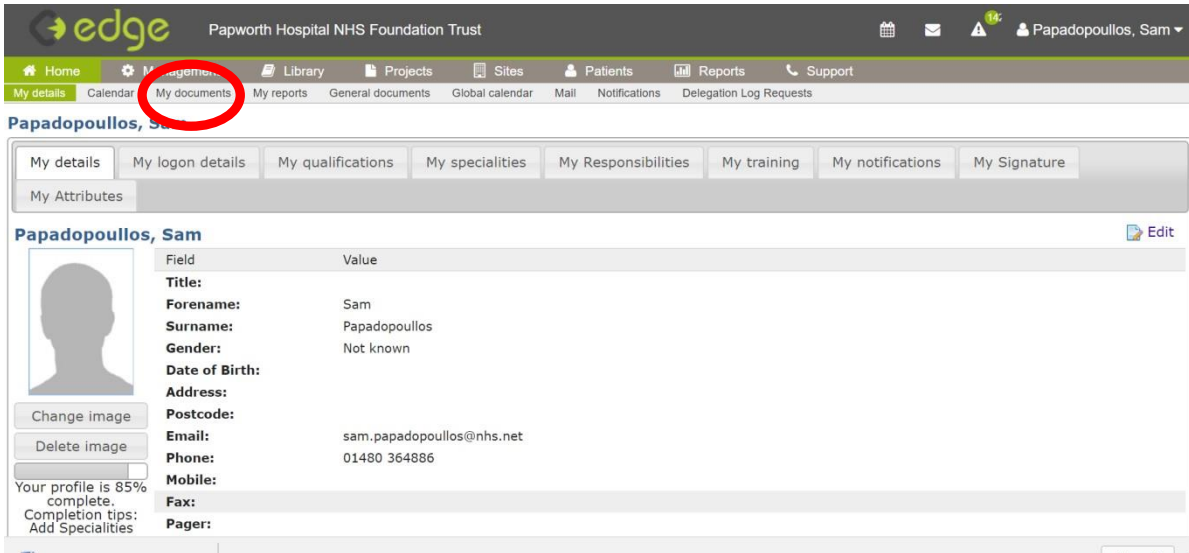 edge Papworth Hospital NHS Foundation Trust Papadopoullos, Sam
Home Management Library Projects Sites Patients Reports Support
My details Calendar My documents My reports General documents Global calendar Mail Notifications Delegation Log Requests
Papadopoullos, Sam
My details My logon details My qualifications My specialities My Responsibilities My training My notifications My Signature
My Attributes
Papadopoullos, Sam Edit
Field Value
Title:
Forename: Sam
Surname: Papadopoullos
Gender: Not known
Date of Birth:
Address:
Change image Postcode:
Email: sam.papadopoullos@nhs.net
Delete image
Phone: 01480 364886
Mobile:
Your profile is 85%
complete.
Fax:
Completion tips:
Add Specialities
Pager: